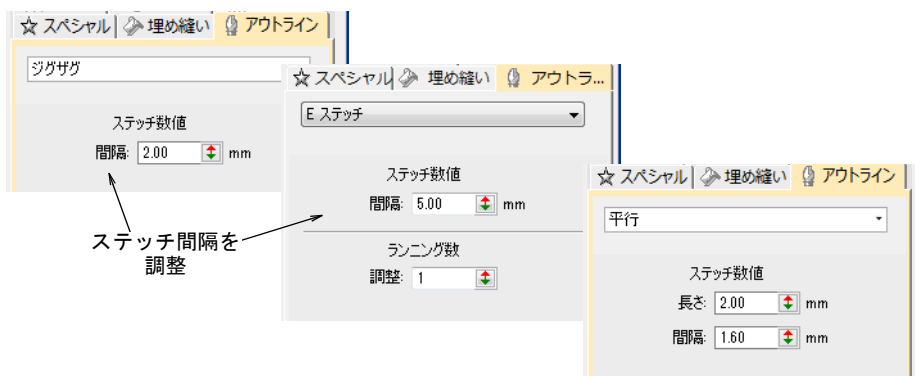 スペシャル 埋め縫い アウトライン
ジグザグ
ステッチ数値
間隔: 2.00 mm
ステッチ間隔を
調整
スペシャル 埋め縫い アウトラ...
E ステッチ
ステッチ数値
間隔: 5.00 mm
ランニング数
調整: 1
スペシャル 埋め縫い アウトライン
平行
ステッチ数値
長さ: 2.00 mm
間隔: 1.60 mm